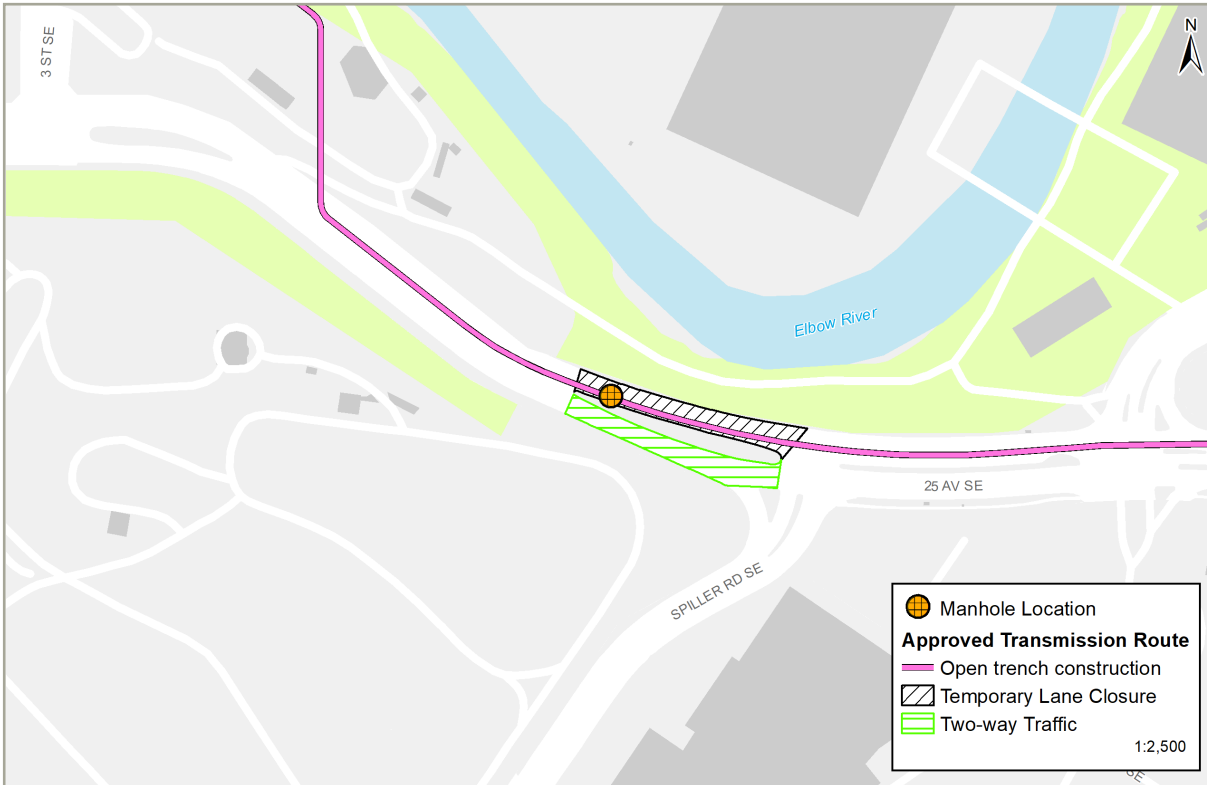 3 ST SE
N
Elbow River
25 AV SE
SPILLER RD SE
Manhole Location
Approved Transmission Route
Open trench construction
Temporary Lane Closure
Two-way Traffic
1:2,500
SE